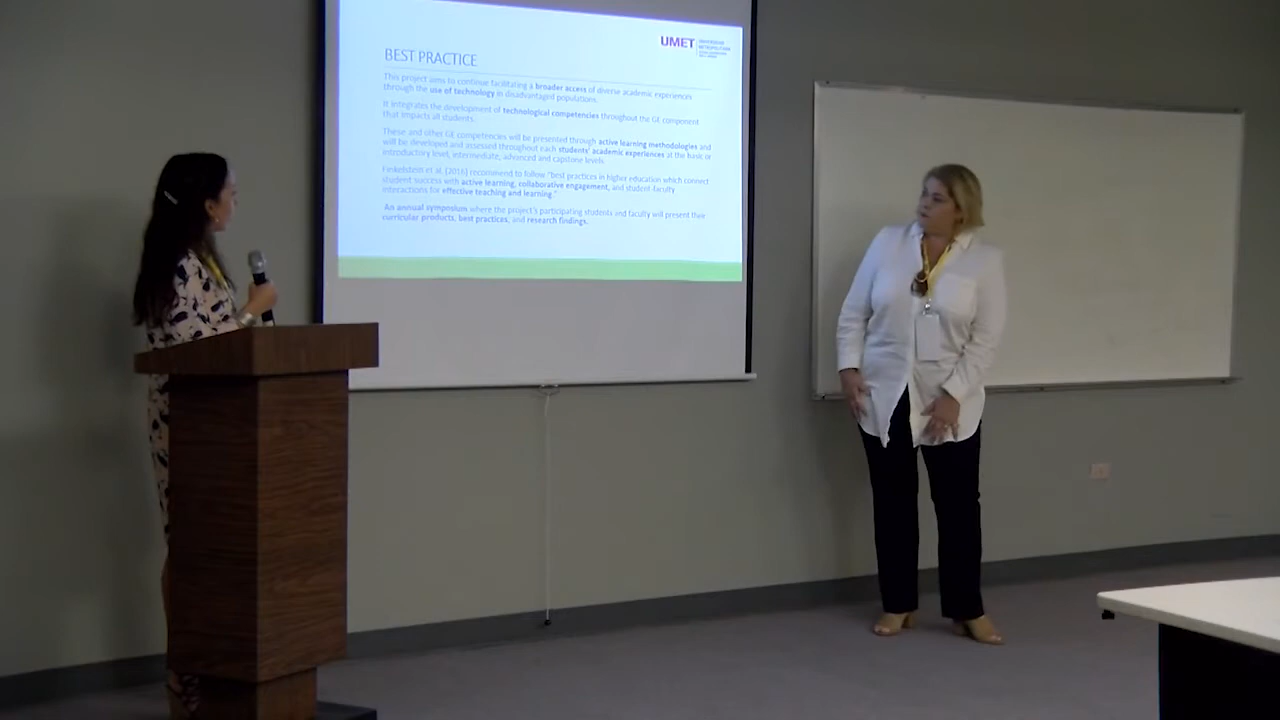 UMET
UNIVERSIDAD
METROPOLITANA
BEST PRACTICE
This project aims to continue facilitating a broader access of diverse academic experiences
through the use of technology in disadvantaged populations.
It integrates the development of technological competencies throughout the GE component
that impacts all students.
These and other GE competencies will be presented through active learning methodologies and
will be developed and assessed throughout each students' academic experiences at the basic or
introductory level, intermediate, advanced and capstone levels
Finkelstein et al. (2016) recommend to follow "best practices in higher education which connect
student success with active learning, collaborative engagement, and student-faculty
interactions for effective teaching and learning."
An annual symposium where the project's participating students and faculty will present their
curricular products, best practices, and research findings.